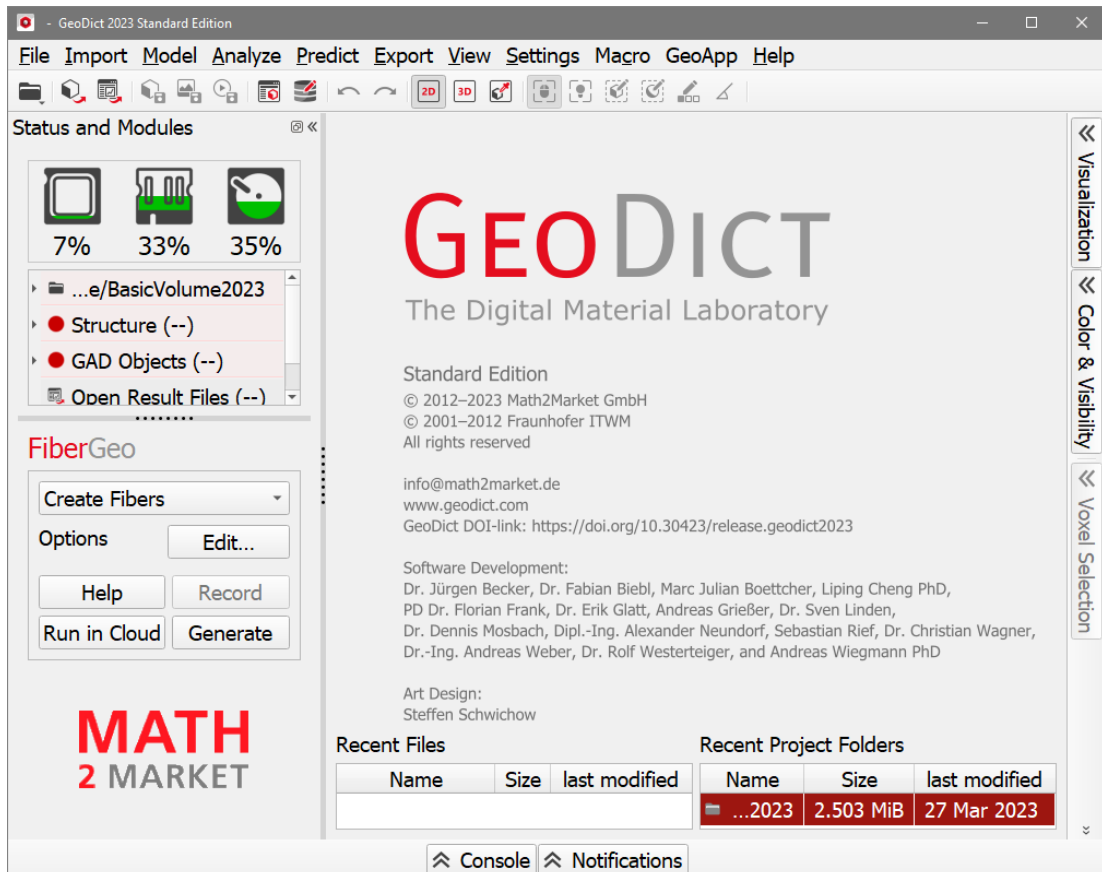 - GeoDict 2023 Standard Edition
File Import Model Analyze Predict Export View Settings Macro GeoApp Help
2D 3D
Status and Modules
7% 33% 35%
...e/BasicVolume2023
Structure (--)
GAD Objects (--)
Open Result Files (--)
FiberGeo
Create Fibers
Options Edit...
Help Record
Run in Cloud Generate
MATH
2 MARKET
GEODICT
The Digital Material Laboratory
Standard Edition
© 2012–2023 Math2Market GmbH
© 2001–2012 Fraunhofer ITWM
All rights reserved
info@math2market.de
www.geodict.com
GeoDict DOI-link: https://doi.org/10.30423/release.geodict2023
Software Development:
Dr. Jürgen Becker, Dr. Fabian Biebl, Marc Julian Boettcher, Liping Cheng PhD,
PD Dr. Florian Frank, Dr. Erik Glatt, Andreas Grießer, Dr. Sven Linden,
Dr. Dennis Mosbach, Dipl.-Ing. Alexander Neundorf, Sebastian Rief, Dr. Christian Wagner,
Dr.-Ing. Andreas Weber, Dr. Rolf Westerteiger, and Andreas Wiegmann PhD
Art Design:
Steffen Schwichow
Recent Files
Name Size last modified
Recent Project Folders
Name Size last modified
...2023 2.503 MiB 27 Mar 2023
Visualization
Color & Visibility
Voxel Selection
Console Notifications